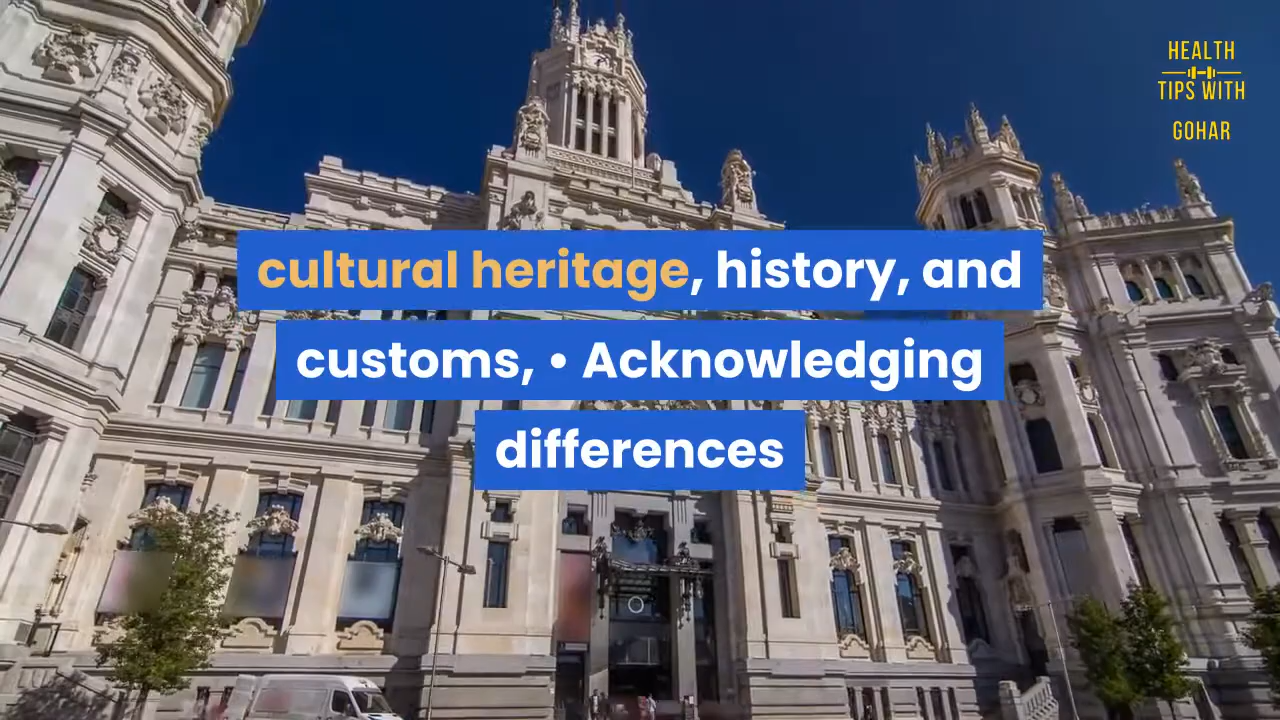 HEALTH
TIPS WITH
GOHAR
cultural heritage, history, and
customs, • Acknowledging
differences